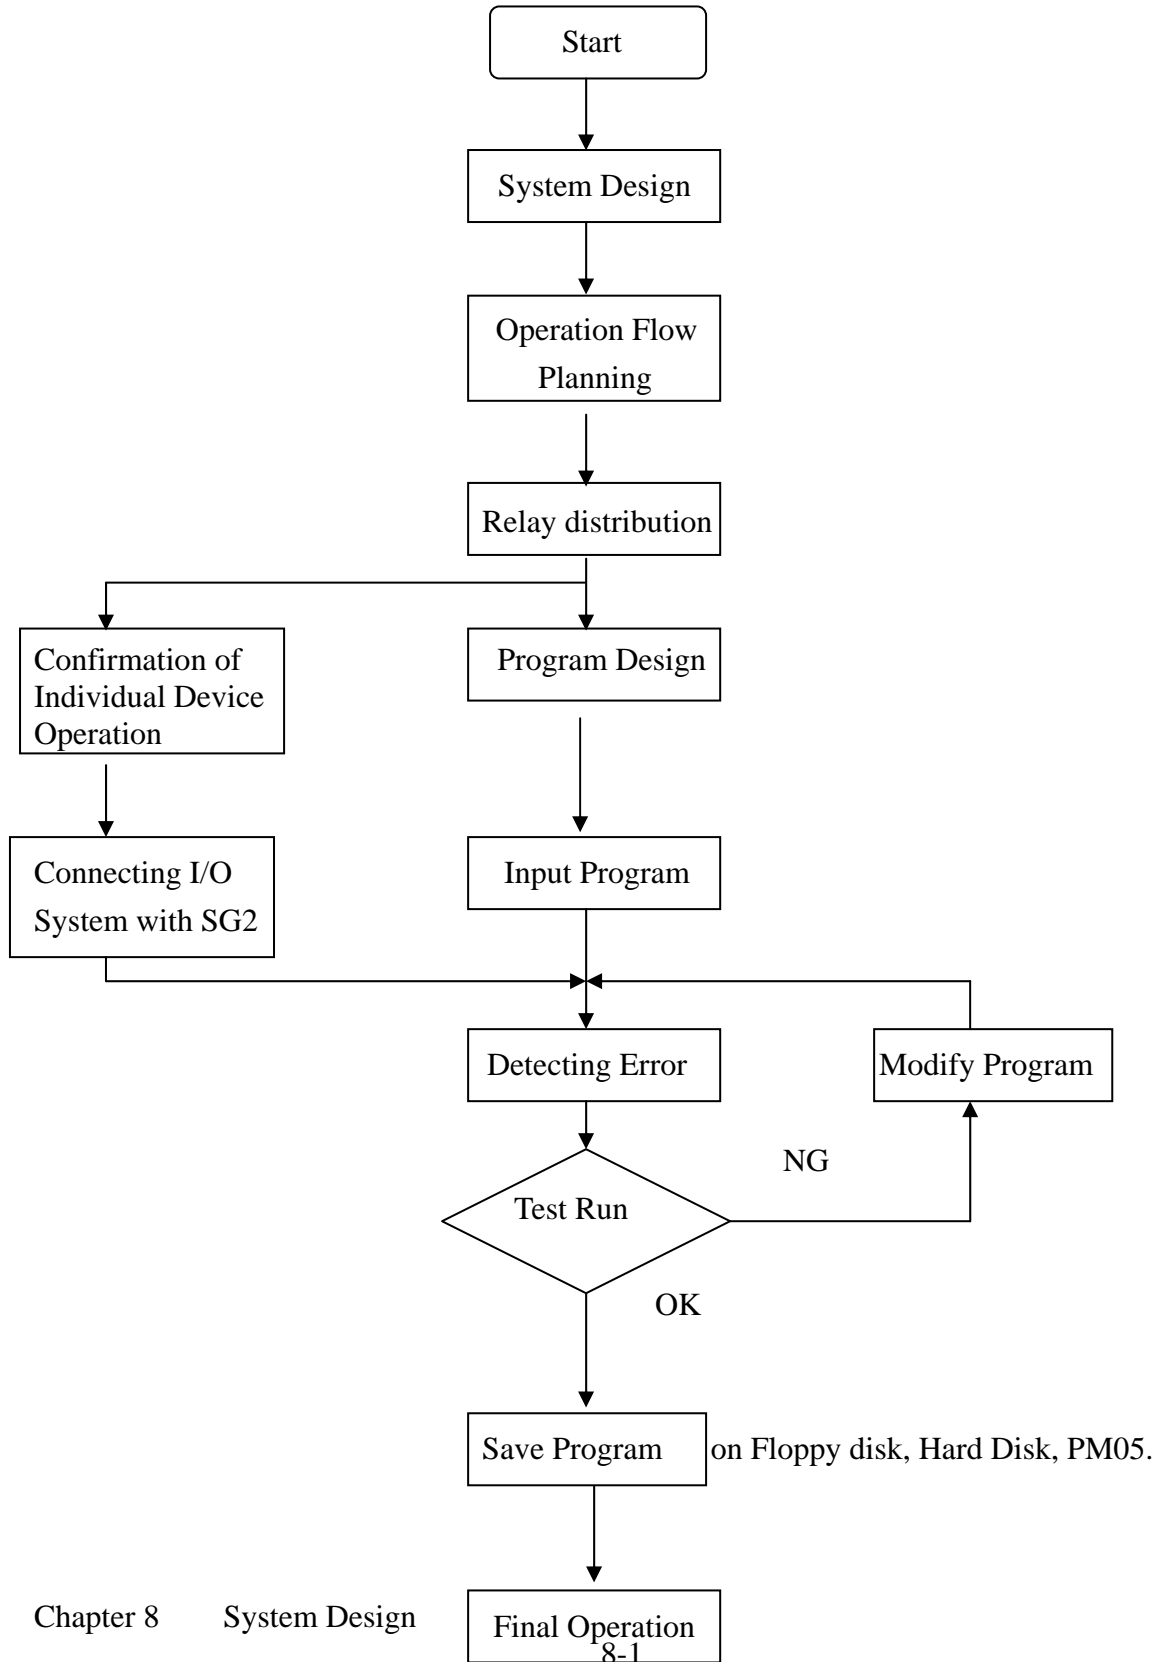 Start
System Design
Operation Flow
Planning
Relay distribution
Confirmation of
Individual Device
Operation
Program Design
Connecting I/O
System with SG2
Input Program
Detecting Error
Modify Program
NG
Test Run
OK
Save Program on Floppy disk, Hard Disk, PM05.
Final Operation
Chapter 8 System Design
8-1